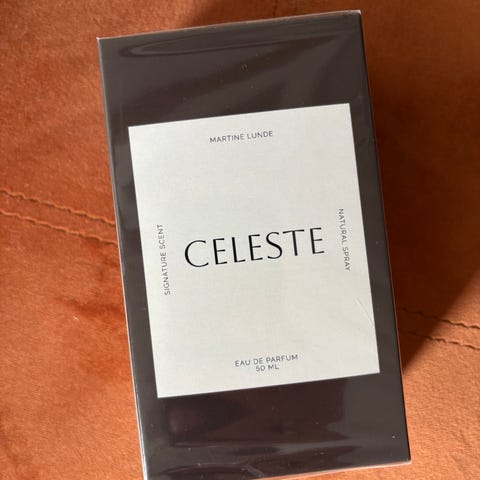 MARTINE LUNDE
SIGNATURE SCENT
CELESTE
NATURAL SPRAY
EAU DE PARFUM
50 ML